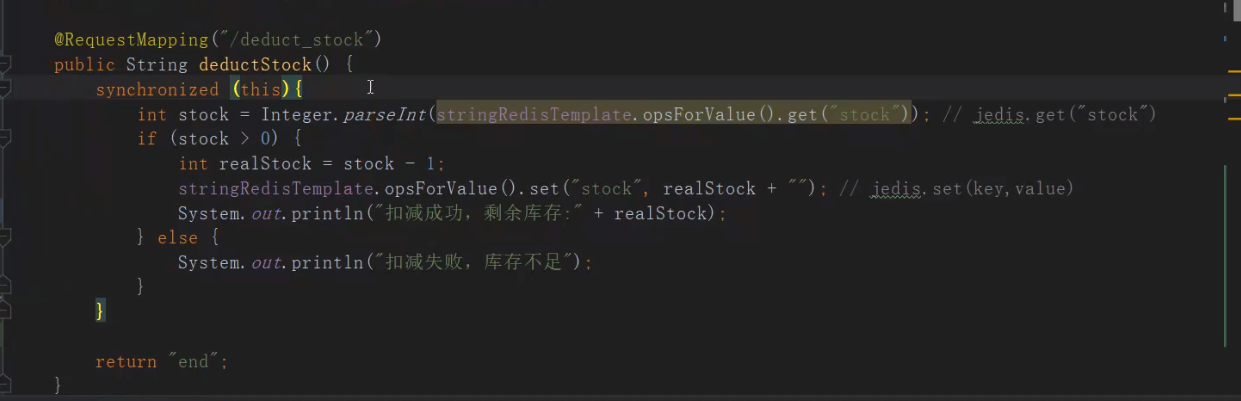 @RequestMapping("/deduct_stock")
public String deductStock() {
synchronized (this){
int stock = Integer.parseInt(stringRedisTemplate.opsForValue().get("stock")); // jedis.get("stock")
if (stock > 0) {
int realStock = stock - 1;
stringRedisTemplate.opsForValue().set("stock", realStock + ""); // jedis.set(key,value)
System.out.println("扣减成功，剩余库存:" + realStock);
} else {
System.out.println("扣减失败，库存不足");
}
}
return "end";
}